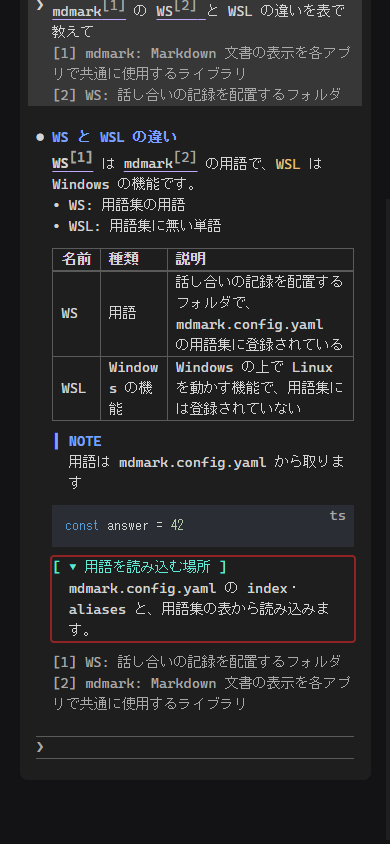 ❯ mdmark[1] の WS[2] と WSL の違いを表で
教えて
[1] mdmark: Markdown 文書の表示を各アプ
リで共通に使用するライブラリ
[2] WS: 話し合いの記録を配置するフォルダ
● WS と WSL の違い
WS[1] は mdmark[2] の用語で、WSL は
Windows の機能です。
• WS: 用語集の用語
• WSL: 用語集に無い単語
名前 種類 説明
WS 用語 話し合いの記録を配置する
フォルダで、
mdmark.config.yaml
の用語集に登録されている
WSL Window
s の機
能 Windows の上で Linux
を動かす機能で、用語集に
は登録されていない
NOTE
用語は mdmark.config.yaml から取りま
す
ts
const answer = 42
[ ▾ 用語を読み込む場所 ]
mdmark.config.yaml の index・
aliases と、用語集の表から読み込みま
す。
[1] WS: 話し合いの記録を配置するフォルダ
[2] mdmark: Markdown 文書の表示を各アプ
リで共通に使用するライブラリ
❯